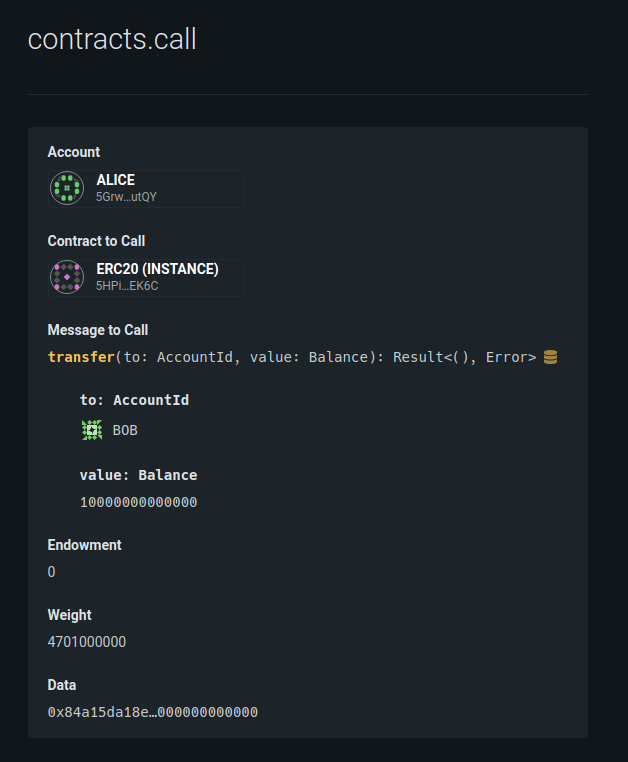 contracts.call
Account
ALICE
5Grw…utQY
Contract to Call
ERC20 (INSTANCE)
5HPi…EK6C
Message to Call
transfer(to: AccountId, value: Balance): Result<(), Error>
to: AccountId
BOB
value: Balance
10000000000000
Endowment
0
Weight
4701000000
Data
0x84a15da18e…000000000000